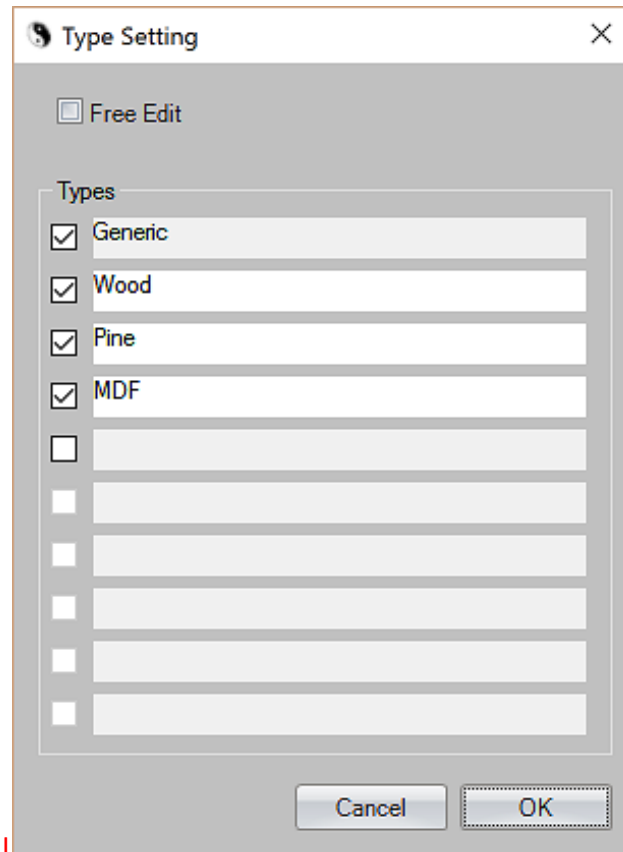 Type Setting
Free Edit
Types
Generic
Wood
Pine
MDF
Cancel OK